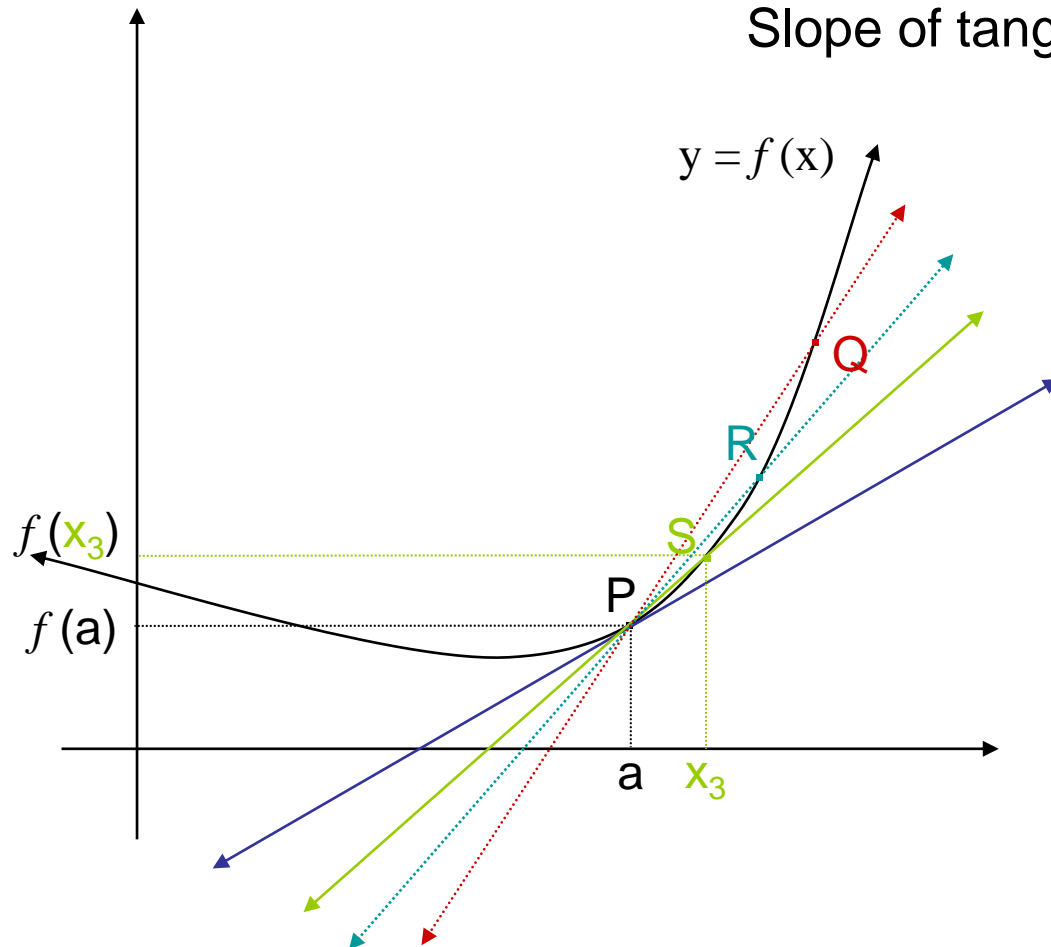 Slope of tang
y = f (x)
Q
R
f (x₃)
S
P
f (a)
a
x₃